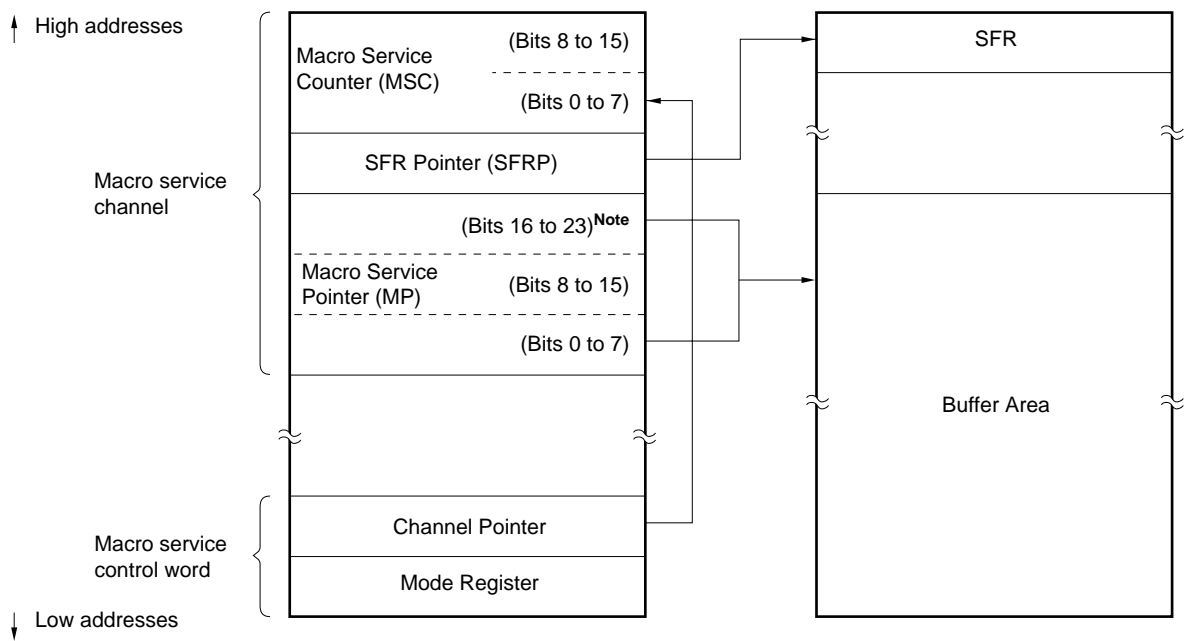 High addresses
Macro service
channel
Macro service
control word
Low addresses
Macro Service
Counter (MSC)
(Bits 8 to 15)
(Bits 0 to 7)
SFR Pointer (SFRP)
(Bits 16 to 23)Note
Macro Service
Pointer (MP)
(Bits 8 to 15)
(Bits 0 to 7)
Channel Pointer
Mode Register
SFR
Buffer Area